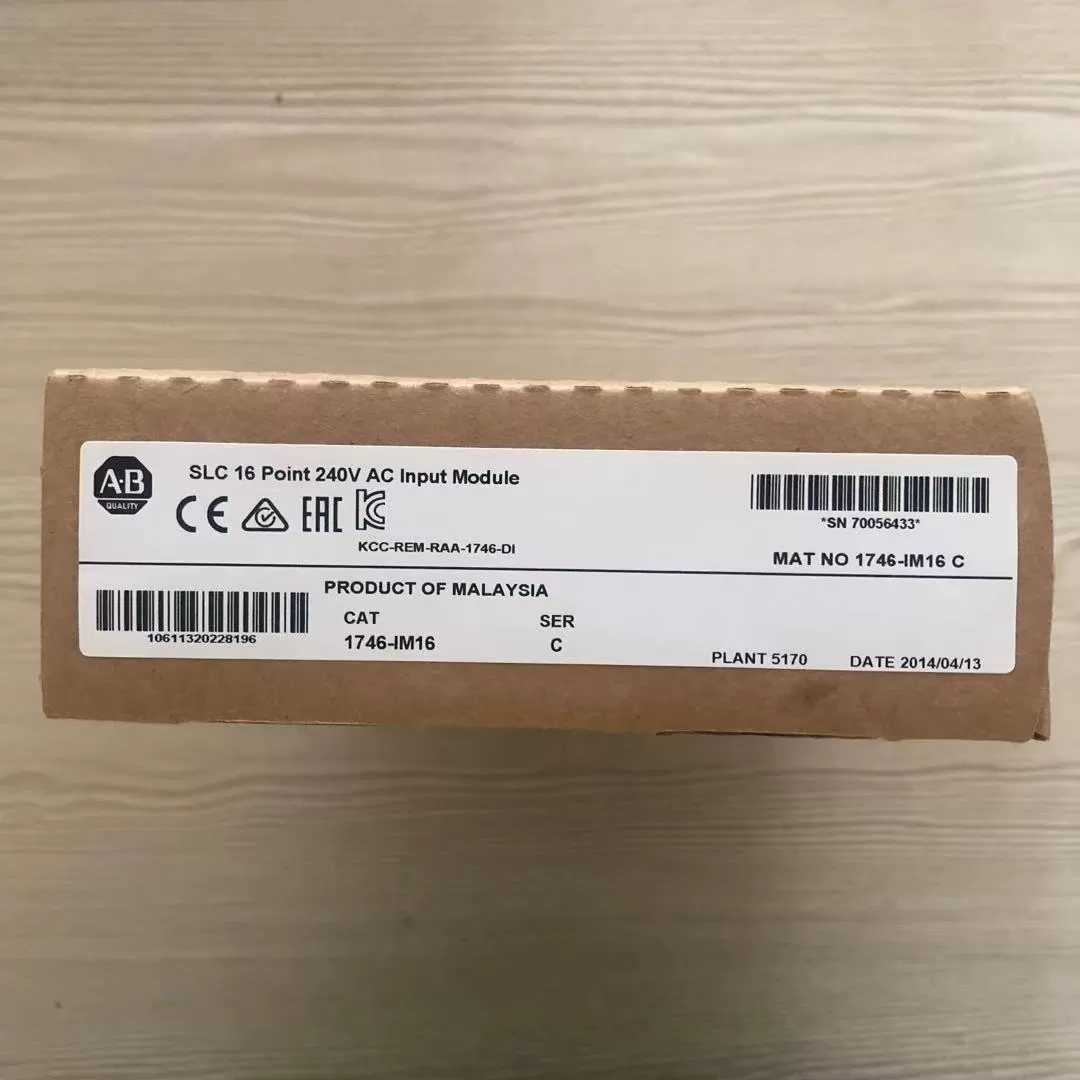 A-B
QUALITY
SLC 16 Point 240V AC Input Module
CE EAC KC
KCC-REM-RAA-1746-DI
*SN 70056433*
MAT NO 1746-IM16 C
PRODUCT OF MALAYSIA
10611320228196
CAT
1746-IM16
SER
C
PLANT 5170
DATE 2014/04/13